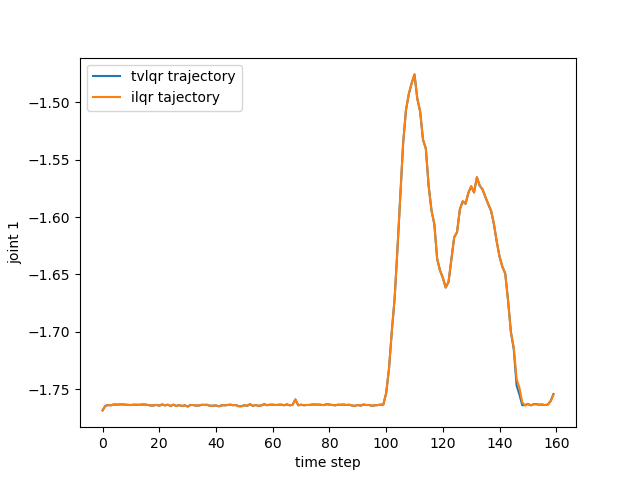 tvlqr trajectory
ilqr tajectory
−1.50
−1.55
−1.60
−1.65
−1.70
−1.75
joint 1
0 20 40 60 80 100 120 140 160
time step